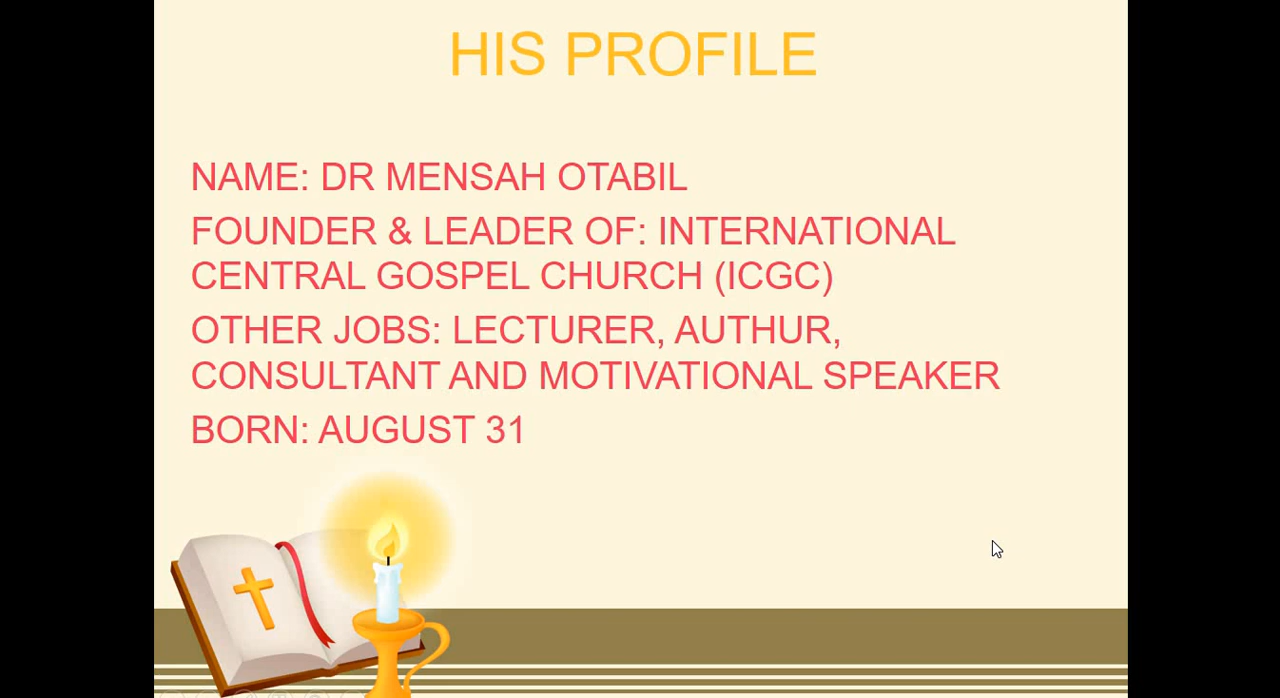 HIS PROFILE
NAME: DR MENSAH OTABIL
FOUNDER & LEADER OF: INTERNATIONAL
CENTRAL GOSPEL CHURCH (ICGC)
OTHER JOBS: LECTURER, AUTHUR,
CONSULTANT AND MOTIVATIONAL SPEAKER
BORN: AUGUST 31